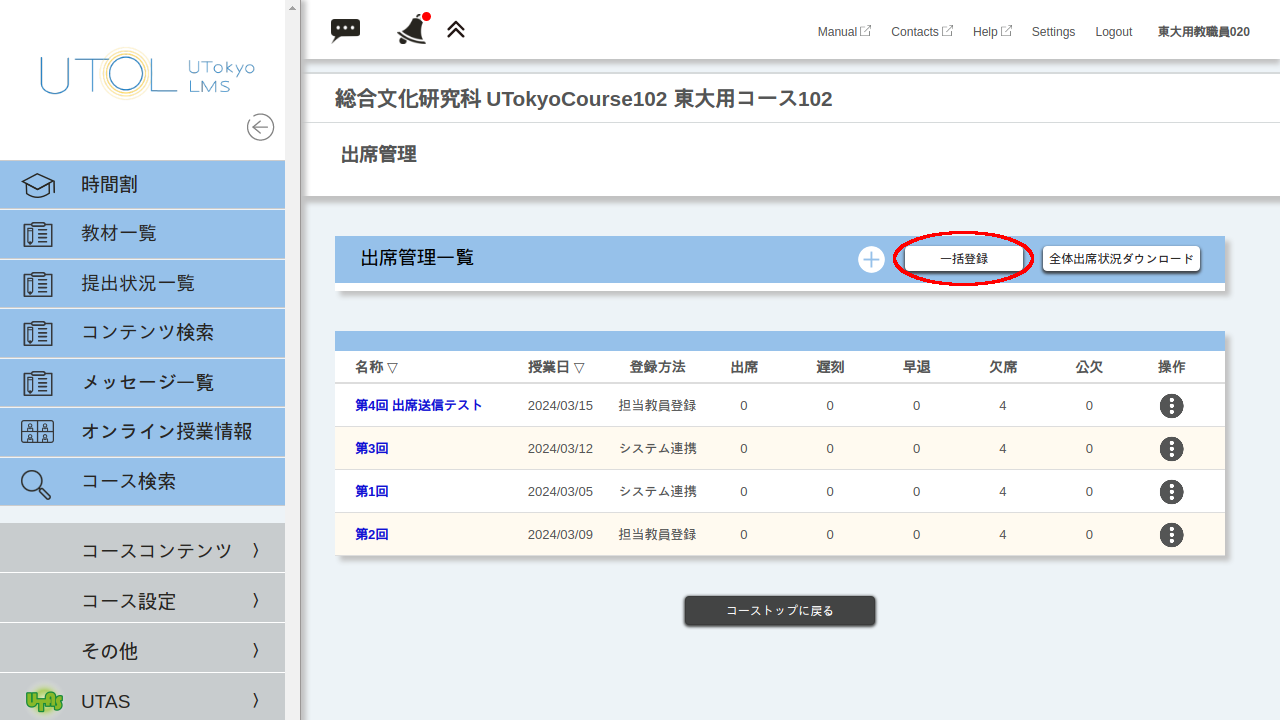 UTOL UTokyo LMS
Manual Contacts Help Settings Logout 東大用教職員020
総合文化研究科 UTokyoCourse102 東大用コース102
出席管理
時間割
教材一覧
提出状況一覧
コンテンツ検索
メッセージ一覧
オンライン授業情報
コース検索
コースコンテンツ 〉
コース設定 〉
その他 〉
UTAS UTAS 〉
出席管理一覧 一括登録 全体出席状況ダウンロード
名称 ▽ 授業日 ▽ 登録方法 出席 遅刻 早退 欠席 公欠 操作
第4回 出席送信テスト 2024/03/15 担当教員登録 0 0 0 4 0
第3回 2024/03/12 システム連携 0 0 0 4 0
第1回 2024/03/05 システム連携 0 0 0 4 0
第2回 2024/03/09 担当教員登録 0 0 0 4 0
コーストップに戻る